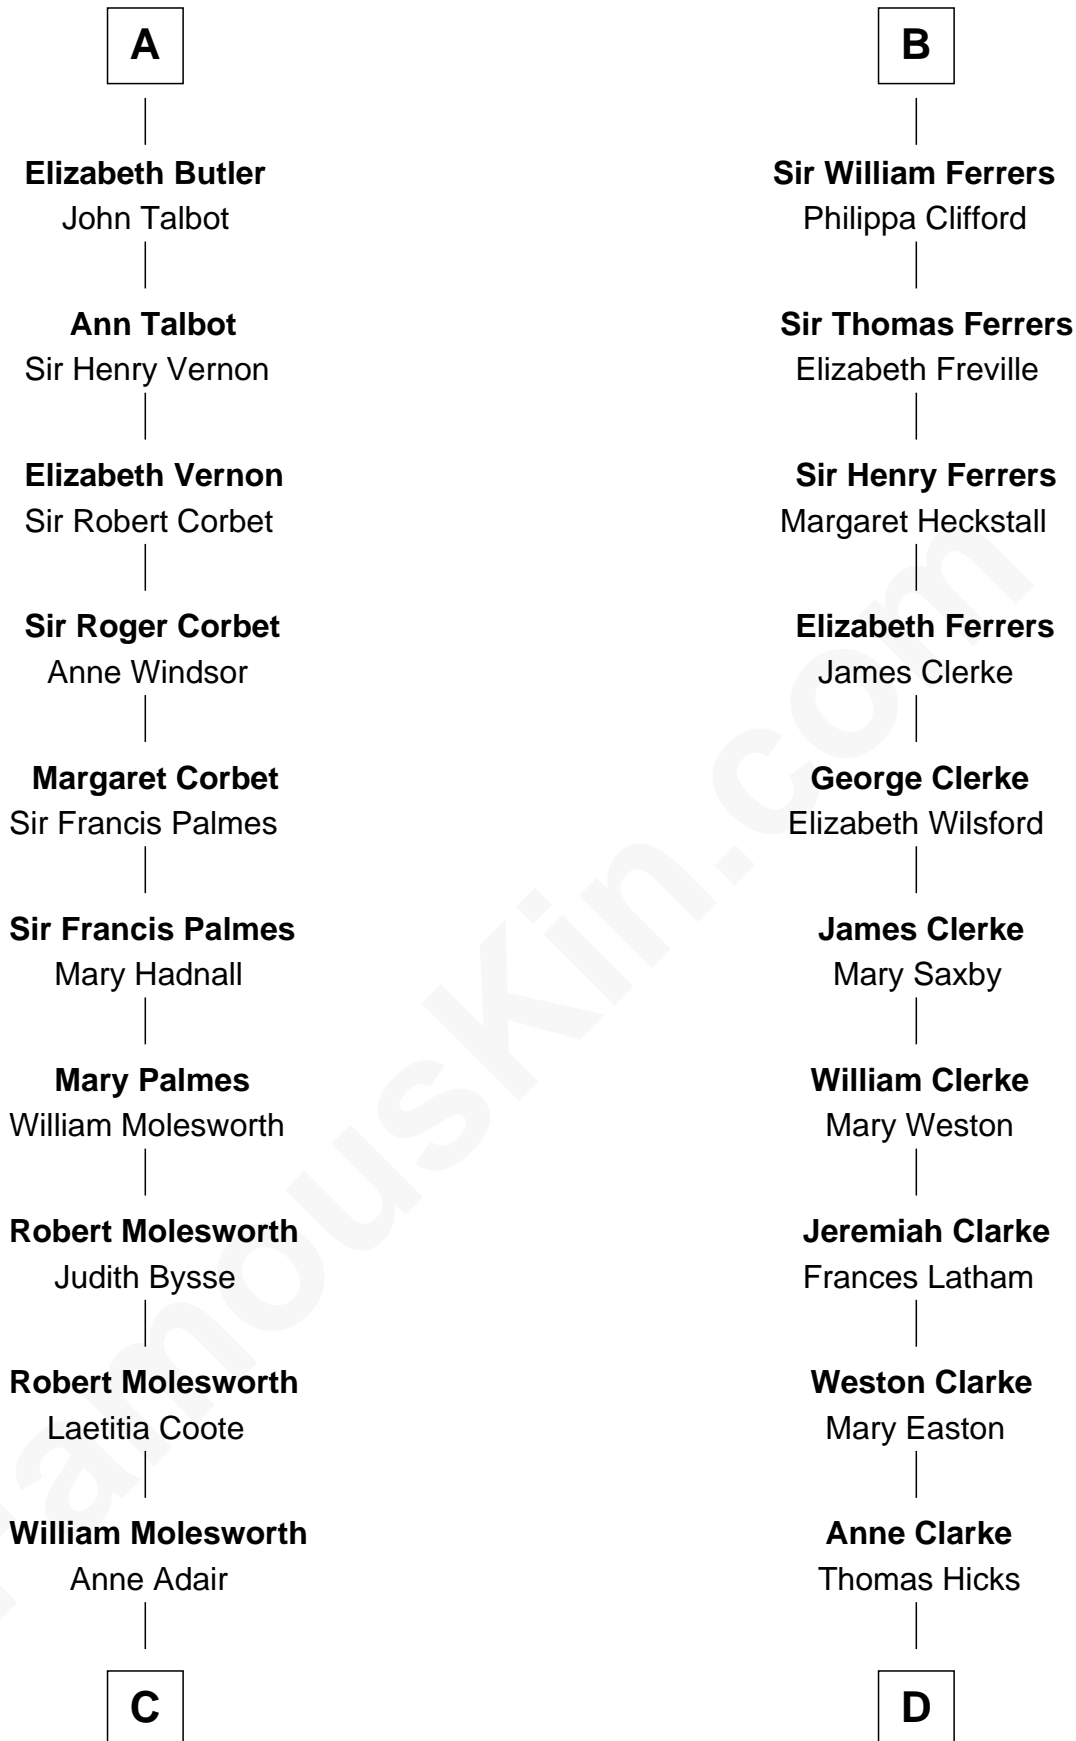 A
Elizabeth Butler
John Talbot
Ann Talbot
Sir Henry Vernon
Elizabeth Vernon
Sir Robert Corbet
Sir Roger Corbet
Anne Windsor
Margaret Corbet
Sir Francis Palmes
Sir Francis Palmes
Mary Hadnall
Mary Palmes
William Molesworth
Robert Molesworth
Judith Bysse
Robert Molesworth
Laetitia Coote
William Molesworth
Anne Adair
C
B
Sir William Ferrers
Philippa Clifford
Sir Thomas Ferrers
Elizabeth Freville
Sir Henry Ferrers
Margaret Heckstall
Elizabeth Ferrers
James Clerke
George Clerke
Elizabeth Wilsford
James Clerke
Mary Saxby
William Clerke
Mary Weston
Jeremiah Clarke
Frances Latham
Weston Clarke
Mary Easton
Anne Clarke
Thomas Hicks
D
FamousKin.com